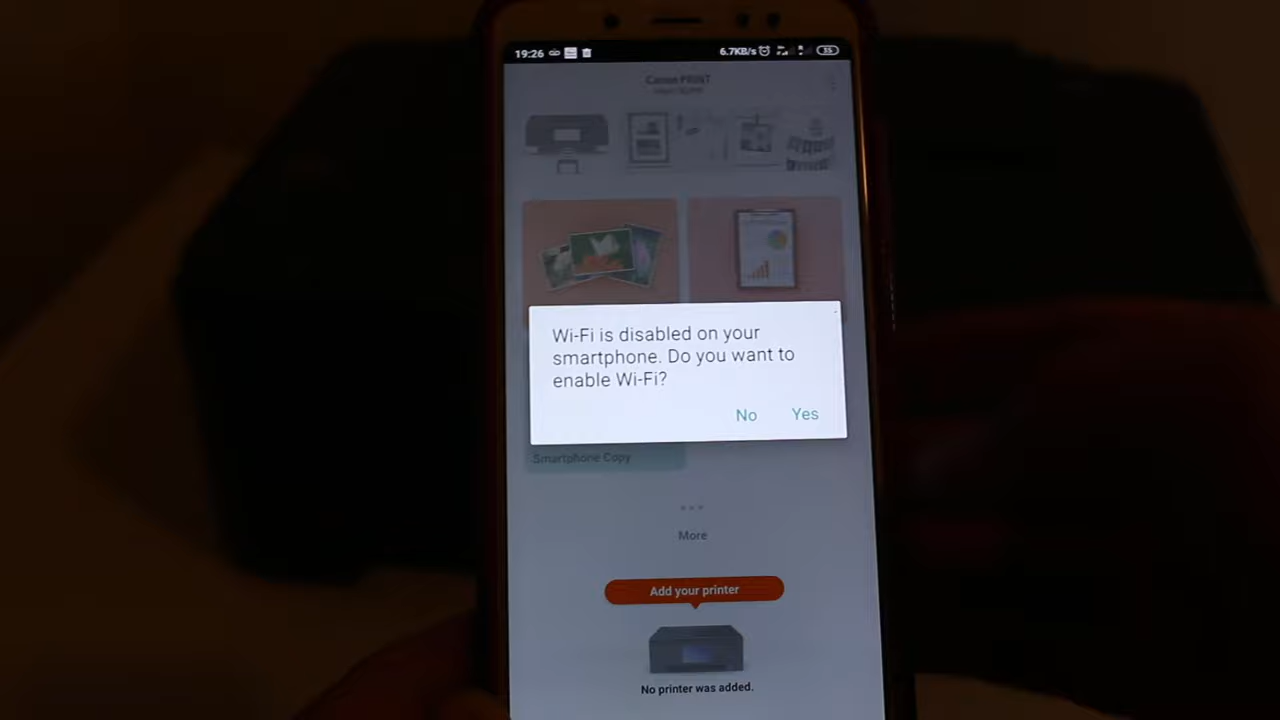 19:26
6.7KB/s
35
Canon PRINT
Wi-Fi is disabled on your
smartphone. Do you want to
enable Wi-Fi?
No Yes
Smartphone Copy
More
Add your printer
No printer was added.